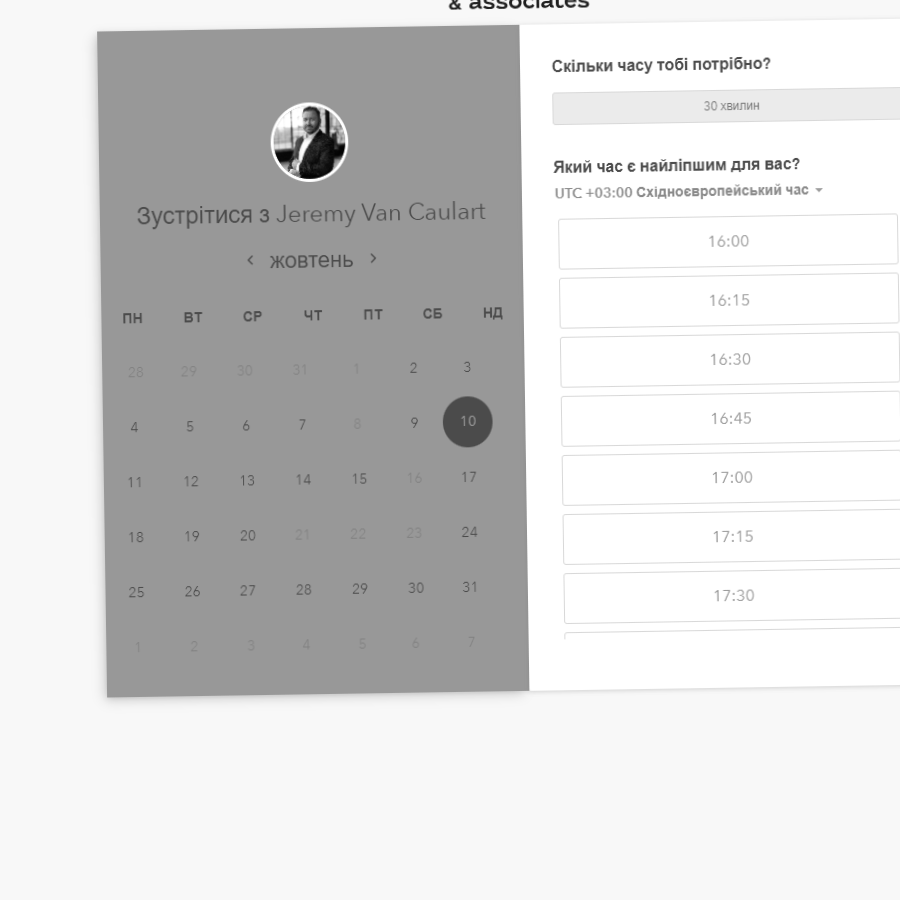 & associates
Зустрітися з Jeremy Van Caulart
жовтень
ПН ВТ СР ЧТ ПТ СБ НД
28 29 30 31 1 2 3
4 5 6 7 8 9 10
11 12 13 14 15 16 17
18 19 20 21 22 23 24
25 26 27 28 29 30 31
1 2 3 4 5 6 7
Скільки часу тобі потрібно?
30 хвилин
Який час є найліпшим для вас?
UTC +03:00 Східноєвропейський час
16:00
16:15
16:30
16:45
17:00
17:15
17:30